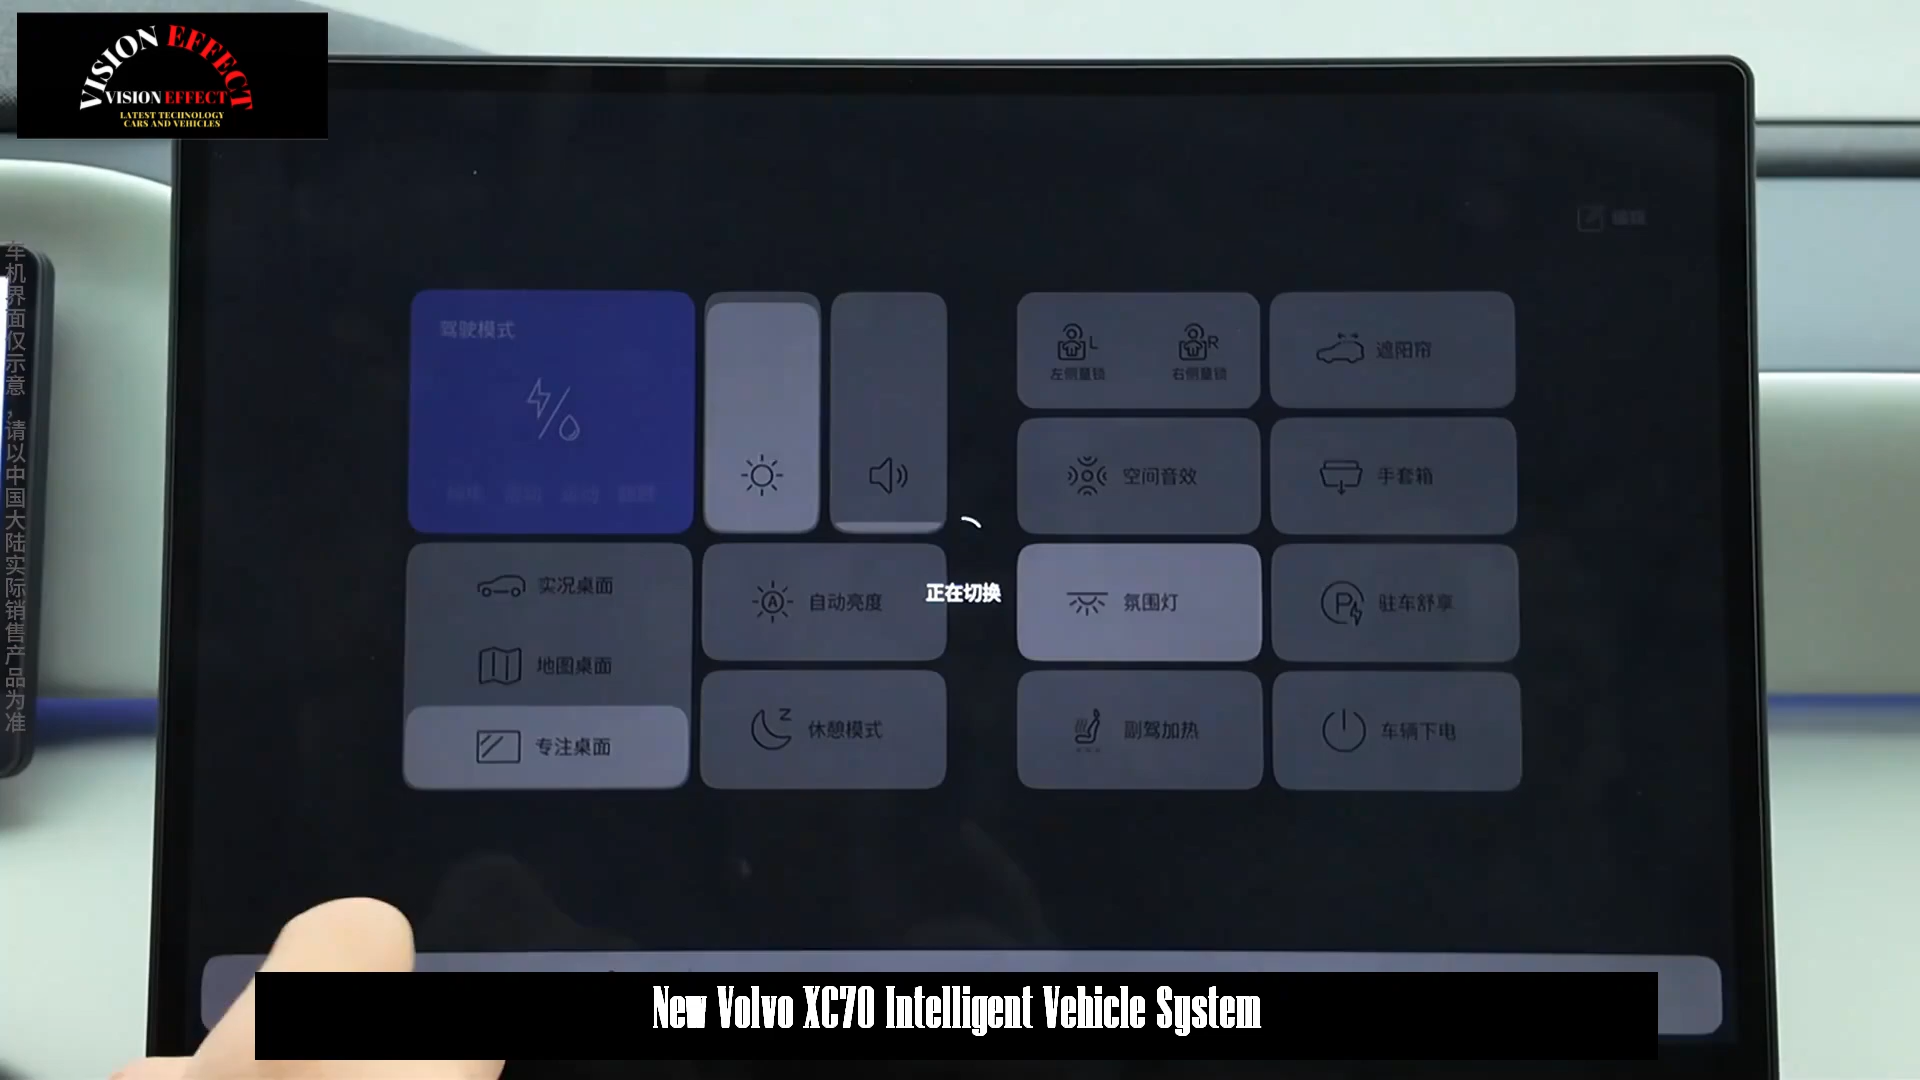 VISION EFFECT
VISION EFFECT
LATEST TECHNOLOGY
CARS AND VEHICLES
车机界面仅示意，请以中国大陆实际销售产品为准
编辑
驾驶模式
L
R
左侧童锁
右侧童锁
遮阳帘
空间音效
手套箱
实况桌面
地图桌面
专注桌面
A
自动亮度
正在切换
氛围灯
P
驻车舒享
Z
休憩模式
副驾加热
车辆下电
New Volvo XC70 Intelligent Vehicle System